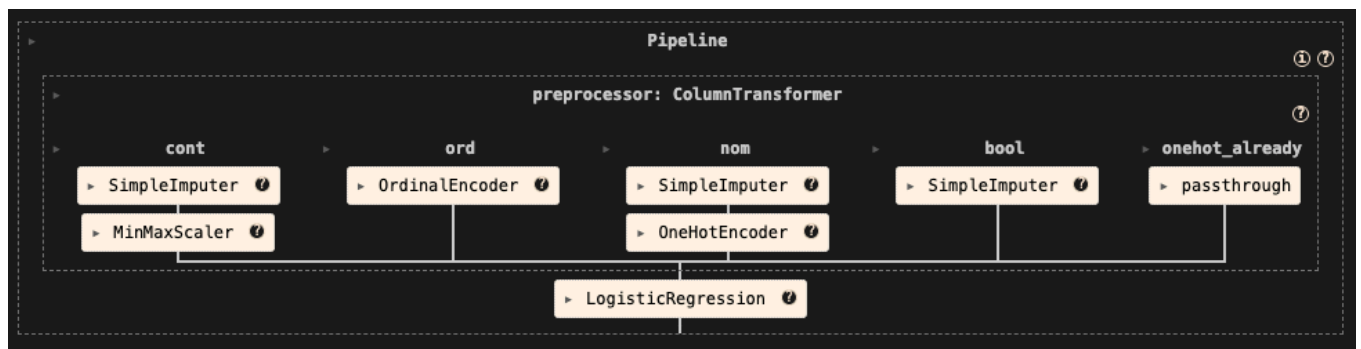 Pipeline
i ?
preprocessor: ColumnTransformer
?
cont ord nom bool onehot_already
SimpleImputer ? OrdinalEncoder ? SimpleImputer ? SimpleImputer ? passthrough
MinMaxScaler ? OneHotEncoder ?
LogisticRegression ?